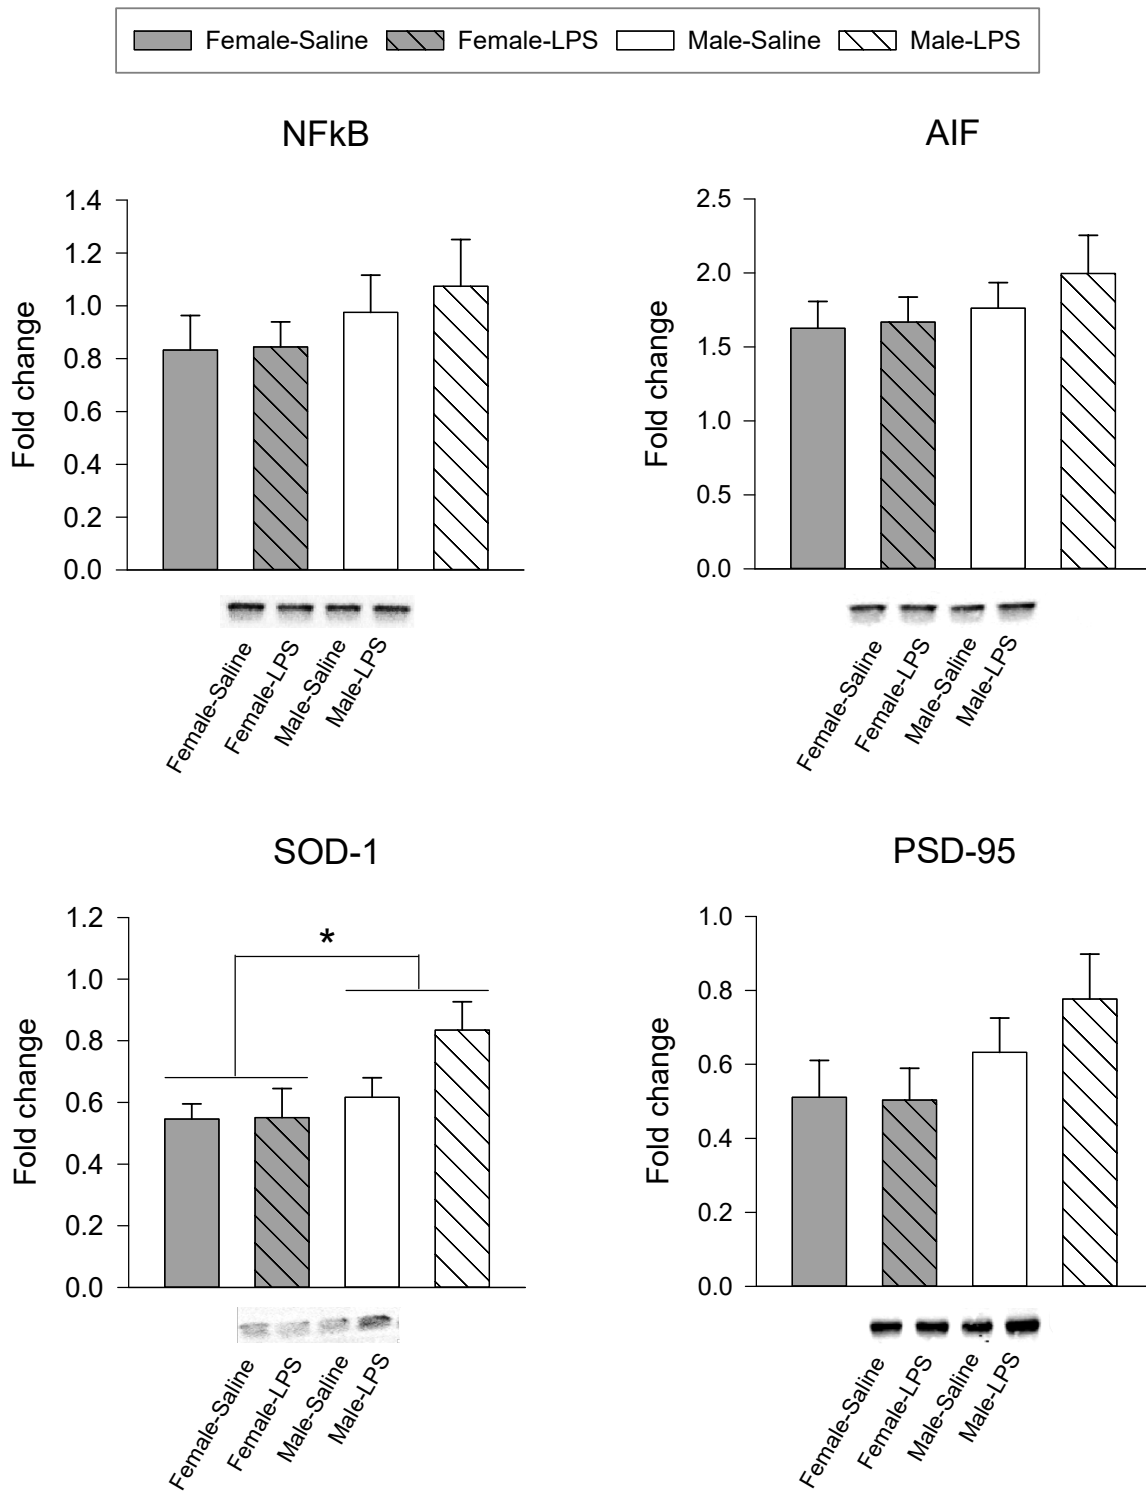 Female-Saline Female-LPS Male-Saline Male-LPS
NFkB
1.4
1.2
1.0
0.8
0.6
0.4
0.2
0.0
Fold change
Female-Saline
Female-LPS
Male-Saline
Male-LPS
AIF
2.5
2.0
1.5
1.0
0.5
0.0
Fold change
Female-Saline
Female-LPS
Male-Saline
Male-LPS
SOD-1
1.2
1.0
0.8
0.6
0.4
0.2
0.0
Fold change
*
Female-Saline
Female-LPS
Male-Saline
Male-LPS
PSD-95
1.0
0.8
0.6
0.4
0.2
0.0
Fold change
Female-Saline
Female-LPS
Male-Saline
Male-LPS